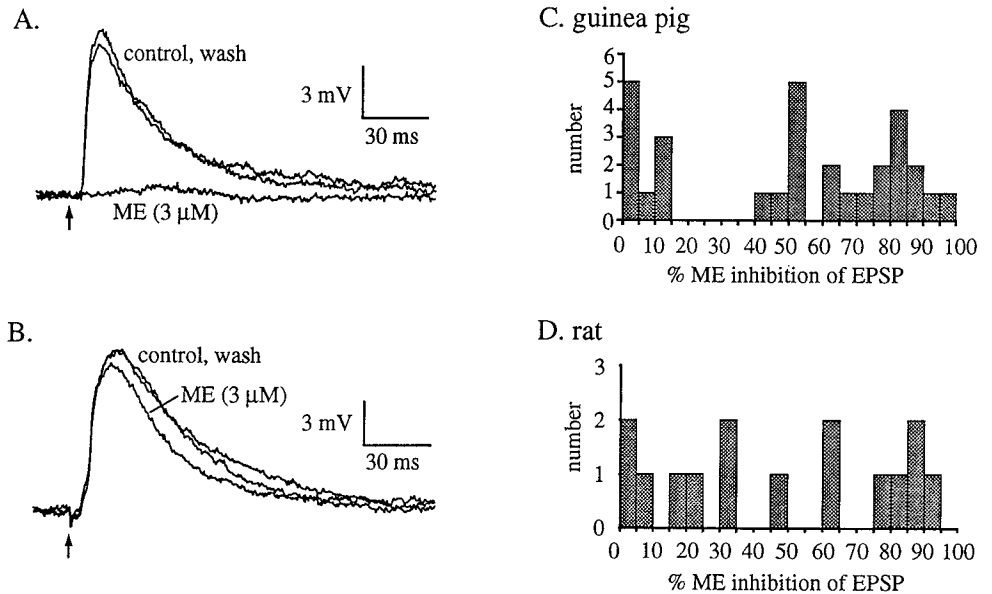 A.
control, wash
3 mV
30 ms
ME (3 µM)
B.
control, wash
ME (3 µM)
3 mV
30 ms
C. guinea pig
number
6
5
4
3
2
1
0
0 10 20 30 40 50 60 70 80 90 100
% ME inhibition of EPSP
D. rat
number
3
2
1
0
0 10 20 30 40 50 60 70 80 90 100
% ME inhibition of EPSP